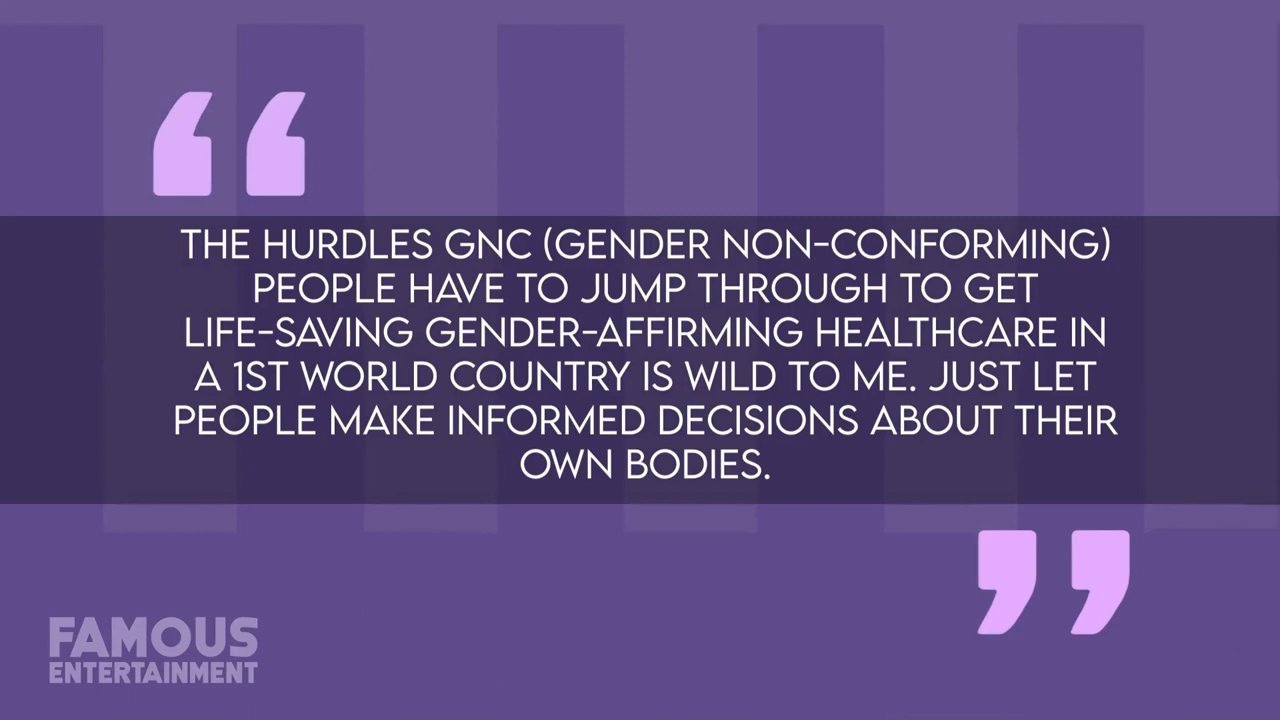 THE HURDLES GNC (GENDER NON-CONFORMING)
PEOPLE HAVE TO JUMP THROUGH TO GET
LIFE-SAVING GENDER-AFFIRMING HEALTHCARE IN
A 1ST WORLD COUNTRY IS WILD TO ME. JUST LET
PEOPLE MAKE INFORMED DECISIONS ABOUT THEIR
OWN BODIES.
FAMOUS
ENTERTAINMENT